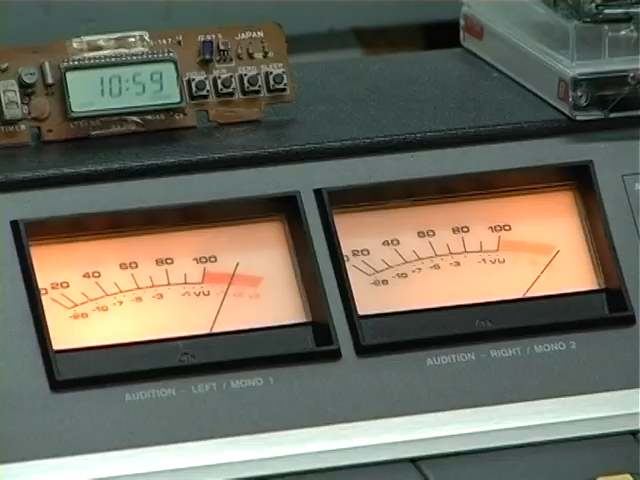 JAPAN
10:59
20 40 60 80 100
-20 -10 -7 -5 -3 -1 VU
20 40 60 80 100
-20 -10 -7 -5 -3 -1 VU
AUDITION - LEFT / MONO 1
AUDITION - RIGHT / MONO 2